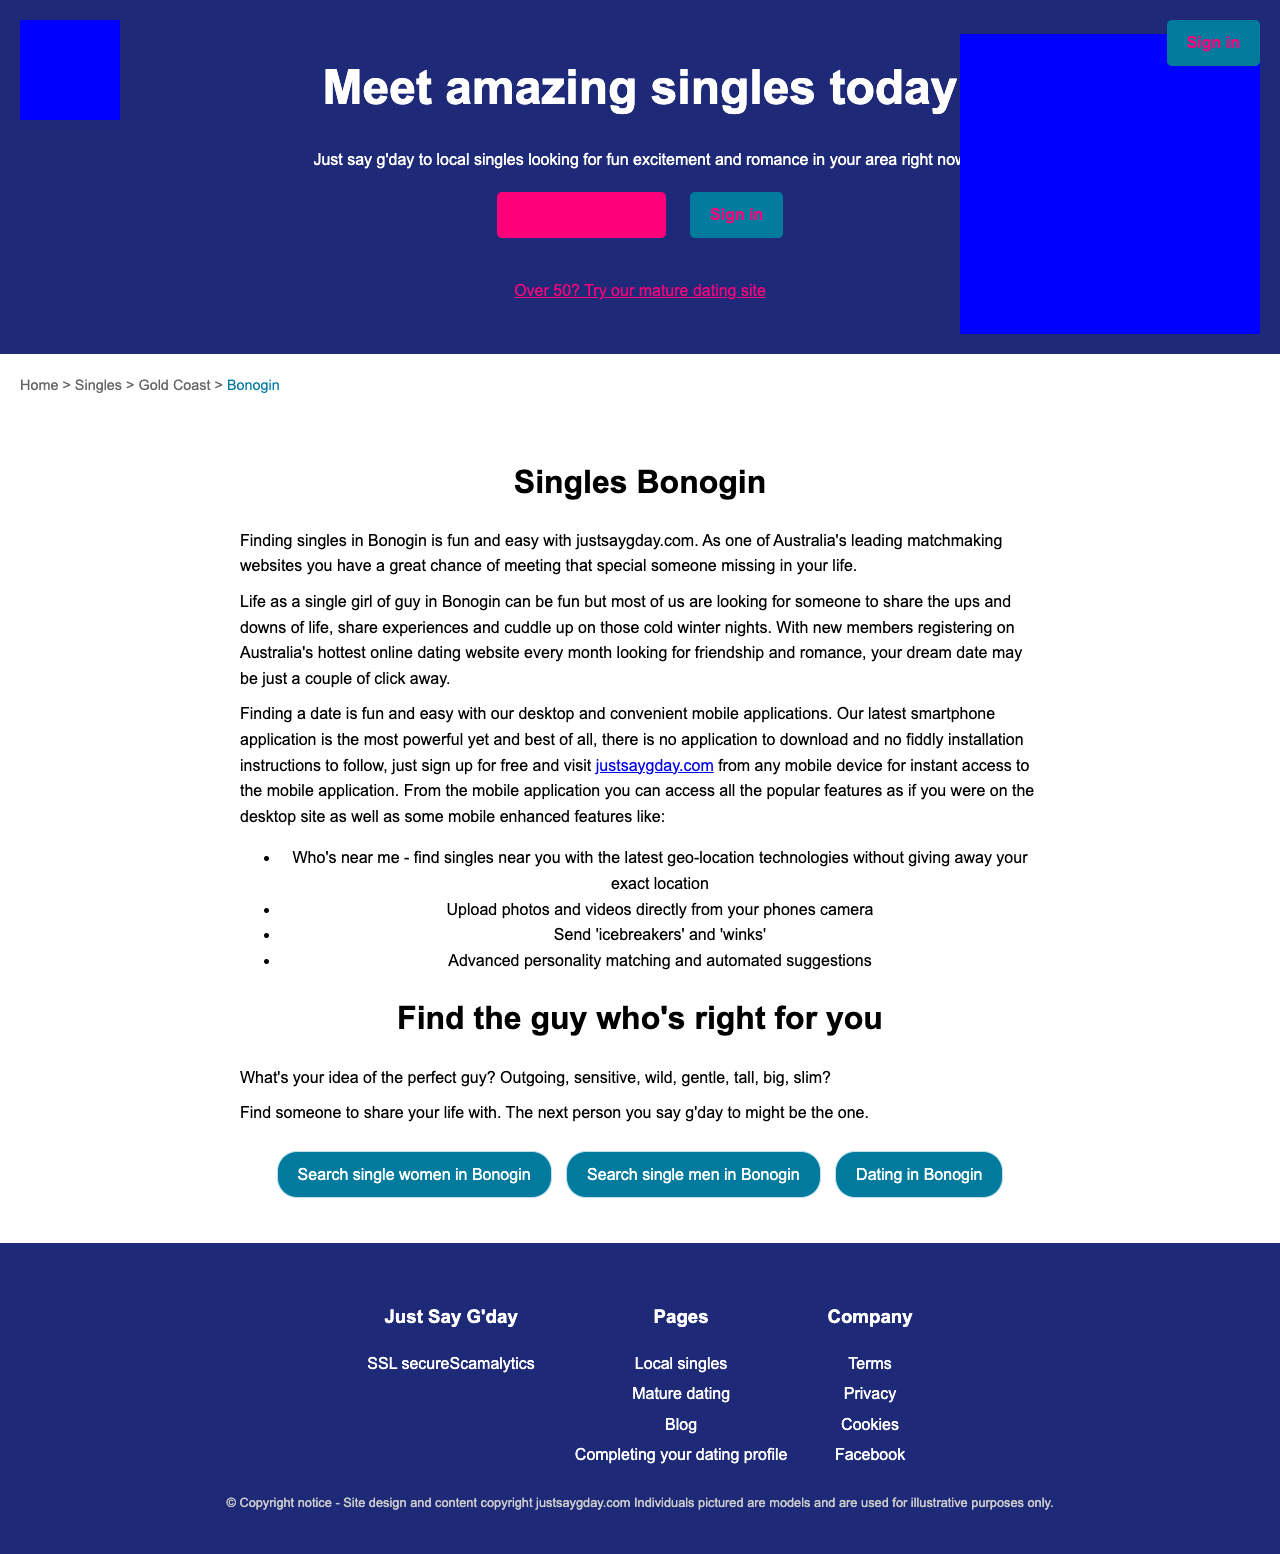 Sign in
Meet amazing singles today
Just say g'day to local singles looking for fun excitement and romance in your area right now
Sign in
Over 50? Try our mature dating site
Home > Singles > Gold Coast > Bonogin
Singles Bonogin
Finding singles in Bonogin is fun and easy with justsaygday.com. As one of Australia's leading matchmaking
websites you have a great chance of meeting that special someone missing in your life.
Life as a single girl of guy in Bonogin can be fun but most of us are looking for someone to share the ups and
downs of life, share experiences and cuddle up on those cold winter nights. With new members registering on
Australia's hottest online dating website every month looking for friendship and romance, your dream date may
be just a couple of click away.
Finding a date is fun and easy with our desktop and convenient mobile applications. Our latest smartphone
application is the most powerful yet and best of all, there is no application to download and no fiddly installation
instructions to follow, just sign up for free and visit justsaygday.com from any mobile device for instant access to
the mobile application. From the mobile application you can access all the popular features as if you were on the
desktop site as well as some mobile enhanced features like:
• Who's near me - find singles near you with the latest geo-location technologies without giving away your
exact location
• Upload photos and videos directly from your phones camera
• Send 'icebreakers' and 'winks'
• Advanced personality matching and automated suggestions
Find the guy who's right for you
What's your idea of the perfect guy? Outgoing, sensitive, wild, gentle, tall, big, slim?
Find someone to share your life with. The next person you say g'day to might be the one.
Search single women in Bonogin
Search single men in Bonogin
Dating in Bonogin
Just Say G'day
SSL secureScamalytics
Pages
Local singles
Mature dating
Blog
Completing your dating profile
Company
Terms
Privacy
Cookies
Facebook
© Copyright notice - Site design and content copyright justsaygday.com Individuals pictured are models and are used for illustrative purposes only.